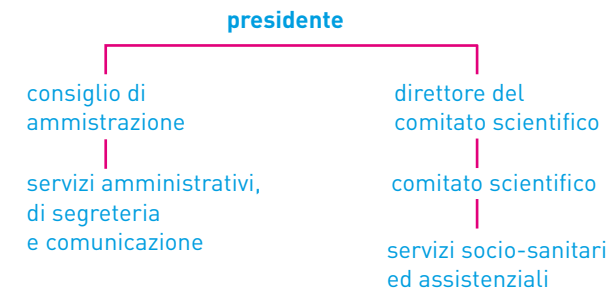 presidente
consiglio di
ammistrazione
direttore del
comitato scientifico
servizi amministrativi,
di segreteria
e comunicazione
comitato scientifico
servizi socio-sanitari
ed assistenziali